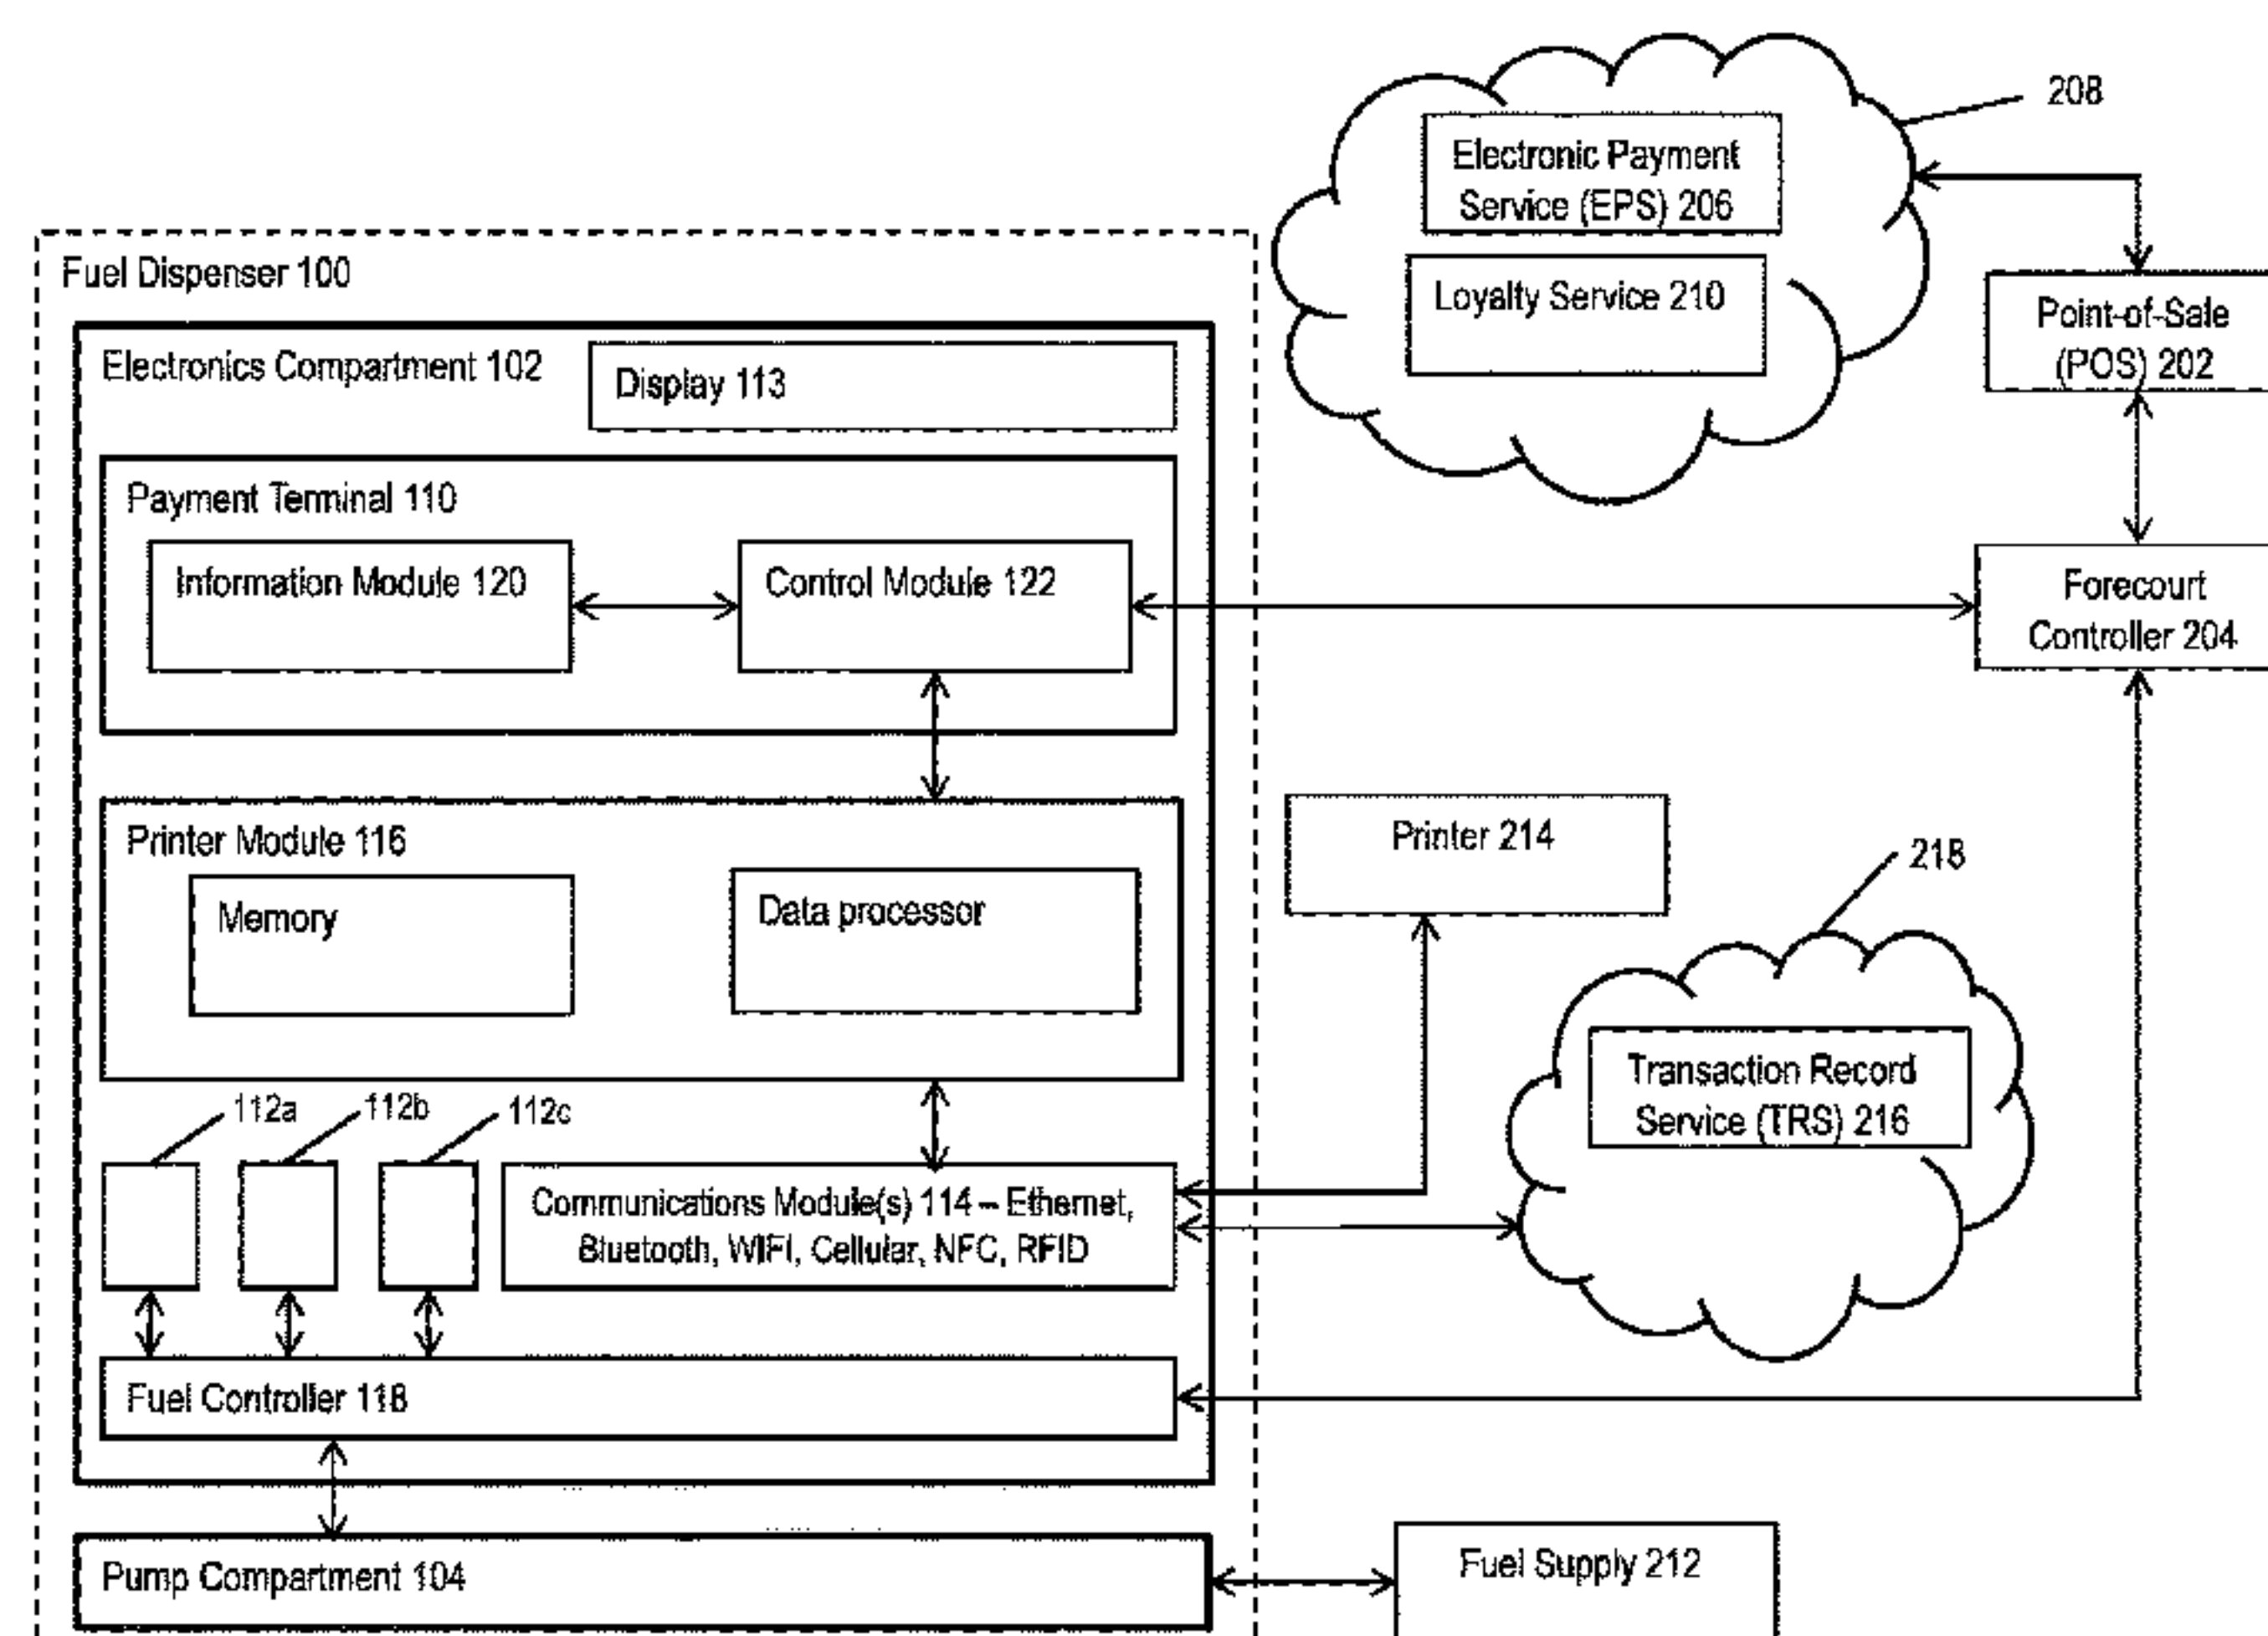 208
Electronic Payment
Service (EPS) 206
Loyalty Service 210
Point-of-Sale
(POS) 202
Fuel Dispenser 100
Electronics Compartment 102
Display 113
Payment Terminal 110
Information Module 120
Control Module 122
Forecourt
Controller 204
Printer Module 116
Memory
Data processor
Printer 214
218
Transaction Record
Service (TRS) 216
112a
112b
112c
Communications Module(s) 114 – Ethernet,
Bluetooth, WIFI, Cellular, NFC, RFID
Fuel Controller 118
Pump Compartment 104
Fuel Supply 212